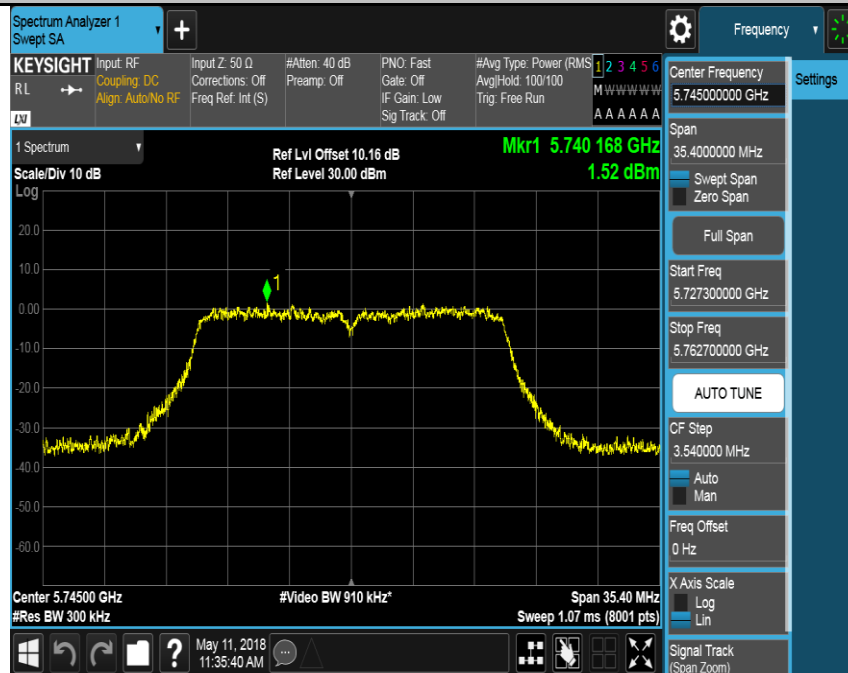 Spectrum Analyzer 1
Swept SA
+
Frequency
KEYSIGHT
R L
LXI
Input: RF
Coupling: DC
Align: Auto/No RF
Input Z: 50 Ω
Corrections: Off
Freq Ref: Int (S)
#Atten: 40 dB
Preamp: Off
PNO: Fast
Gate: Off
IF Gain: Low
Sig Track: Off
#Avg Type: Power (RMS
Avg|Hold: 100/100
Trig: Free Run
1 2 3 4 5 6
M W W W W W
A A A A A A
1 Spectrum
Scale/Div 10 dB
Ref Lvl Offset 10.16 dB
Ref Level 30.00 dBm
Mkr1 5.740 168 GHz
1.52 dBm
Log
20.0
10.0
0.00
-10.0
-20.0
-30.0
-40.0
-50.0
-60.0
1
Center 5.74500 GHz
#Res BW 300 kHz
#Video BW 910 kHz*
Span 35.40 MHz
Sweep 1.07 ms (8001 pts)
Center Frequency
5.745000000 GHz
Settings
Span
35.4000000 MHz
Swept Span
Zero Span
Full Span
Start Freq
5.727300000 GHz
Stop Freq
5.762700000 GHz
AUTO TUNE
CF Step
3.540000 MHz
Auto
Man
Freq Offset
0 Hz
X Axis Scale
Log
Lin
Signal Track
(Span Zoom)
?
May 11, 2018
11:35:40 AM